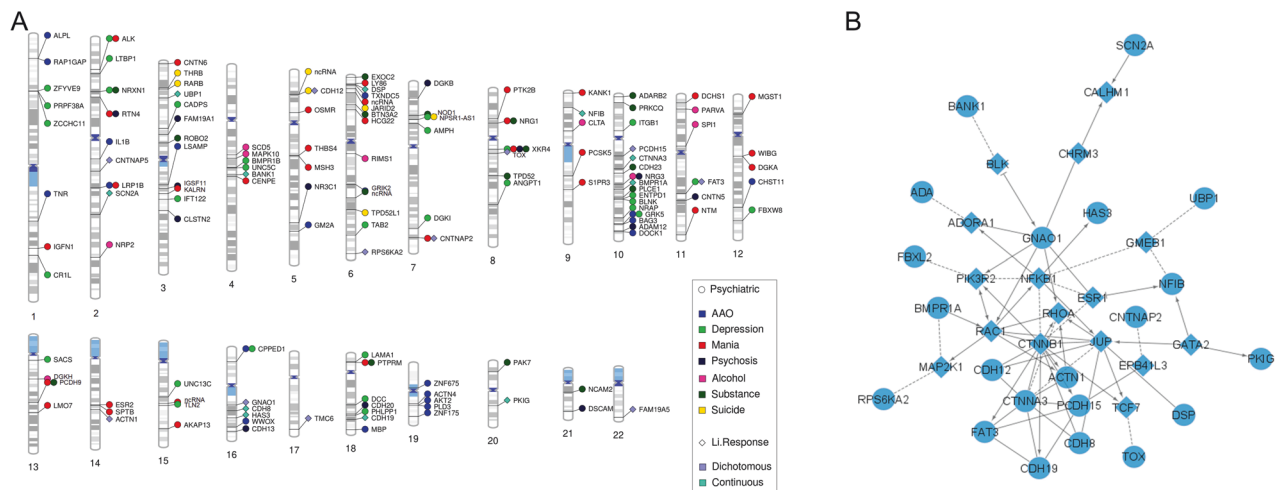 A
ALPL
RAP1GAP
ZFYVE9
PRPF38A
ZCCHC11
TNR
IGFN1
CR1L
1
ALK
LTBP1
NRXN1
RTN4
IL1B
CNTNAP5
LRP1B
SCN2A
NRP2
2
CNTN6
THRB
RARB
UBP1
CADPS
FAM19A1
ROBO2
LSAMP
IGSF11
KALRN
IFT122
CLSTN2
3
SCD5
MAPK10
BMPR1B
UNC5C
BANK1
CENPE
4
ncRNA
CDH12
OSMR
THBS4
MSH3
NR3C1
GM2A
5
EXOC2
LY86
DSP
TXNDC5
ncRNA
JARID2
BTN3A2
HCG22
RIMS1
GRIK2
ncRNA
TPD52L1
TAB2
RPS6KA2
6
DGKB
NOD1
NPSR1-AS1
AMPH
DGKI
CNTNAP2
7
PTK2B
NRG1
XKR4
TOX
TPD52
ANGPT1
8
KANK1
NFIB
CLTA
PCSK5
S1PR3
9
ADARB2
PRKCQ
ITGB1
PCDH15
CTNNA3
CDH23
NRG3
BMPR1A
PLCE1
ENTPD1
BLNK
NRAP
GRK5
BAG3
ADAM12
DOCK1
10
DCHS1
PARVA
SPI1
FAT3
CNTN5
NTM
11
MGST1
WIBG
DGKA
CHST11
FBXW8
12
SACS
DGKH
PCDH9
LMO7
13
ESR2
SPTB
ACTN1
14
UNC13C
ncRNA
TLN2
AKAP13
15
CPPED1
GNAO1
CDH8
HAS3
WWOX
CDH13
16
TMC6
17
LAMA1
PTPRM
DCC
CDH20
PHLPP1
CDH19
MBP
18
ZNF675
ACTN4
AKT2
PLD3
ZNF175
19
PAK7
PKIG
20
NCAM2
DSCAM
21
FAM19A5
22
Psychiatric
AAO
Depression
Mania
Psychosis
Alcohol
Substance
Suicide
Li.Response
Dichotomous
Continuous
B
SCN2A
CALHM1
BANK1
BLK
CHRM3
ADA
UBP1
ADORA1
HAS3
GNAO1
GMEB1
FBXL2
PIK3R2
NFKB1
NFIB
ESR1
BMPR1A
RHOA
CNTNAP2
RAC1
CTNNB1
JUP
GATA2
PKIG
MAP2K1
CDH12
ACTN1
EPB41L3
RPS6KA2
CTNNA3
PCDH15
TCF7
DSP
FAT3
CDH8
TOX
CDH19